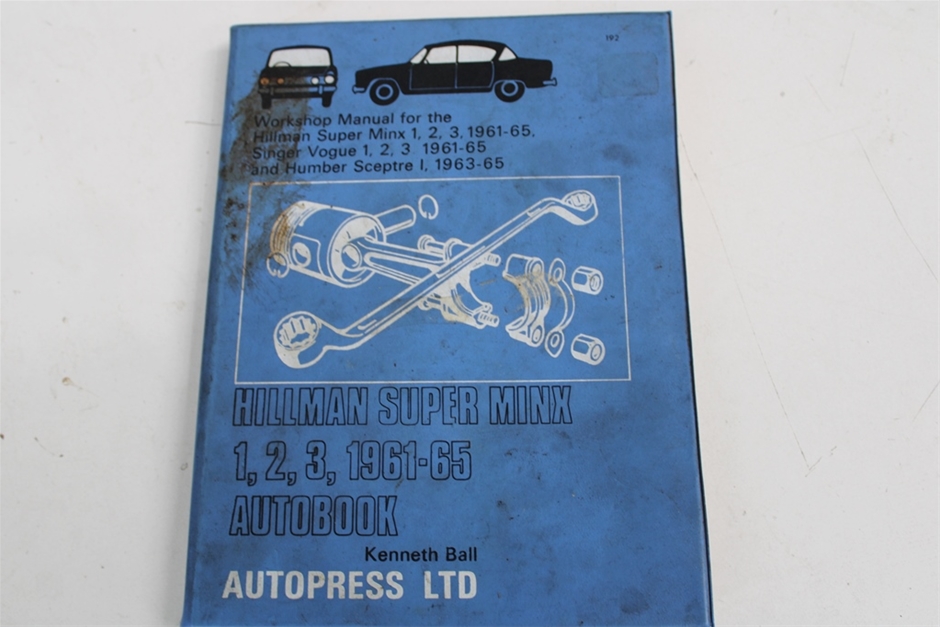 192
Workshop Manual for the
Hillman Super Minx 1, 2, 3, 1961-65,
Singer Vogue 1, 2, 3 1961-65
and Humber Sceptre I, 1963-65
HILLMAN SUPER MINX
1, 2, 3, 1961-65
AUTOBOOK
Kenneth Ball
AUTOPRESS LTD